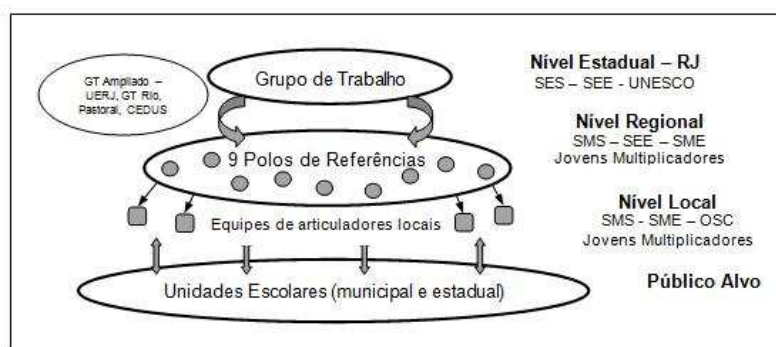 GT Ampliado –
UERJ, GT Rio,
Pastoral, CEDUS
Grupo de Trabalho
Nível Estadual – RJ
SES – SEE - UNESCO
9 Polos de Referências
Nível Regional
SMS – SEE – SME
Jovens Multiplicadores
Equipes de articuladores locais
Nível Local
SMS - SME – OSC
Jovens Multiplicadores
Unidades Escolares (municipal e estadual)
Público Alvo